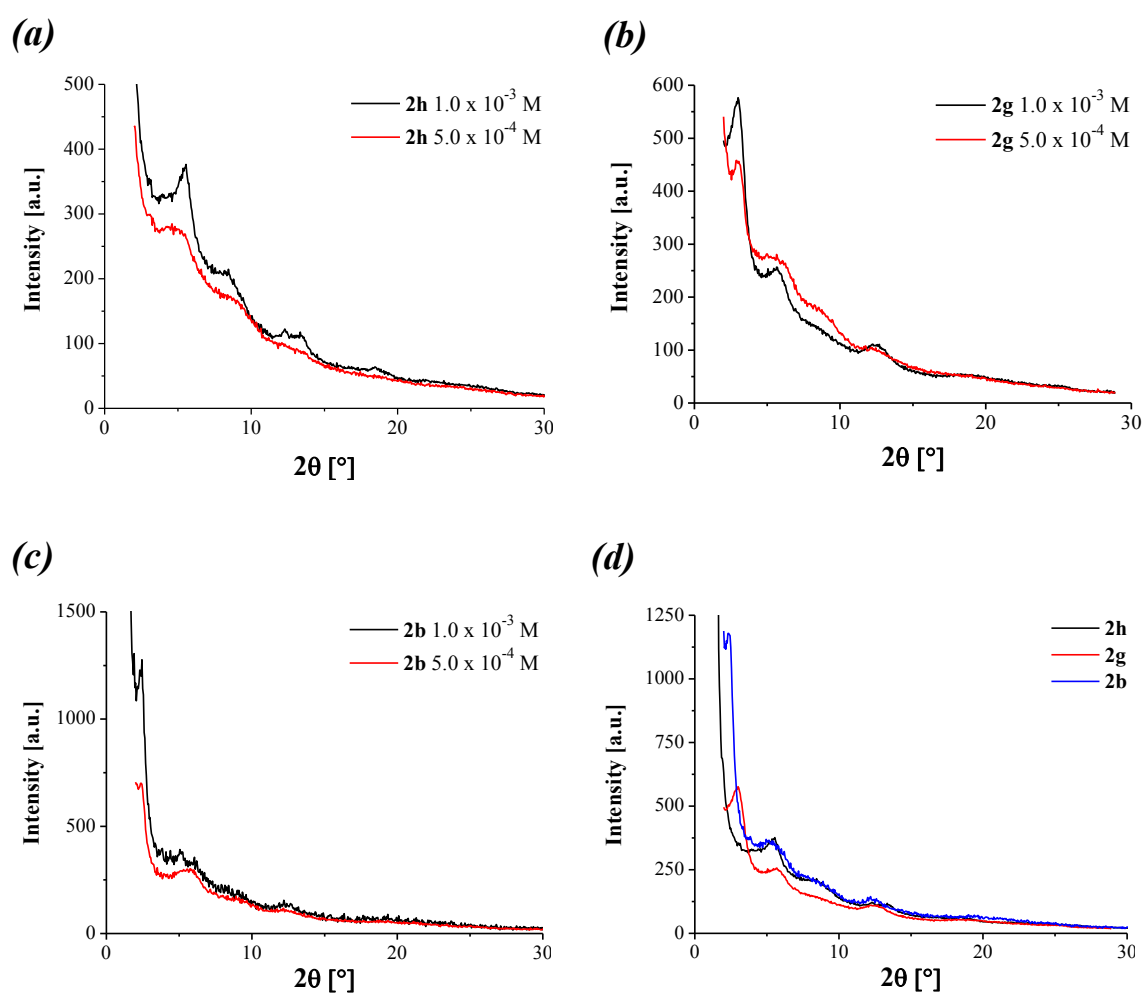 (a)
500
400
300
200
100
0
0
10
20
30
Intensity [a.u.]
2θ [°]
2h 1.0 x 10⁻³ M
2h 5.0 x 10⁻⁴ M
(b)
600
500
400
300
200
100
0
0
10
20
30
Intensity [a.u.]
2θ [°]
2g 1.0 x 10⁻³ M
2g 5.0 x 10⁻⁴ M
(c)
1500
1000
500
0
0
10
20
30
Intensity [a.u.]
2θ [°]
2b 1.0 x 10⁻³ M
2b 5.0 x 10⁻⁴ M
(d)
1250
1000
750
500
250
0
0
10
20
30
Intensity [a.u.]
2θ [°]
2h
2g
2b